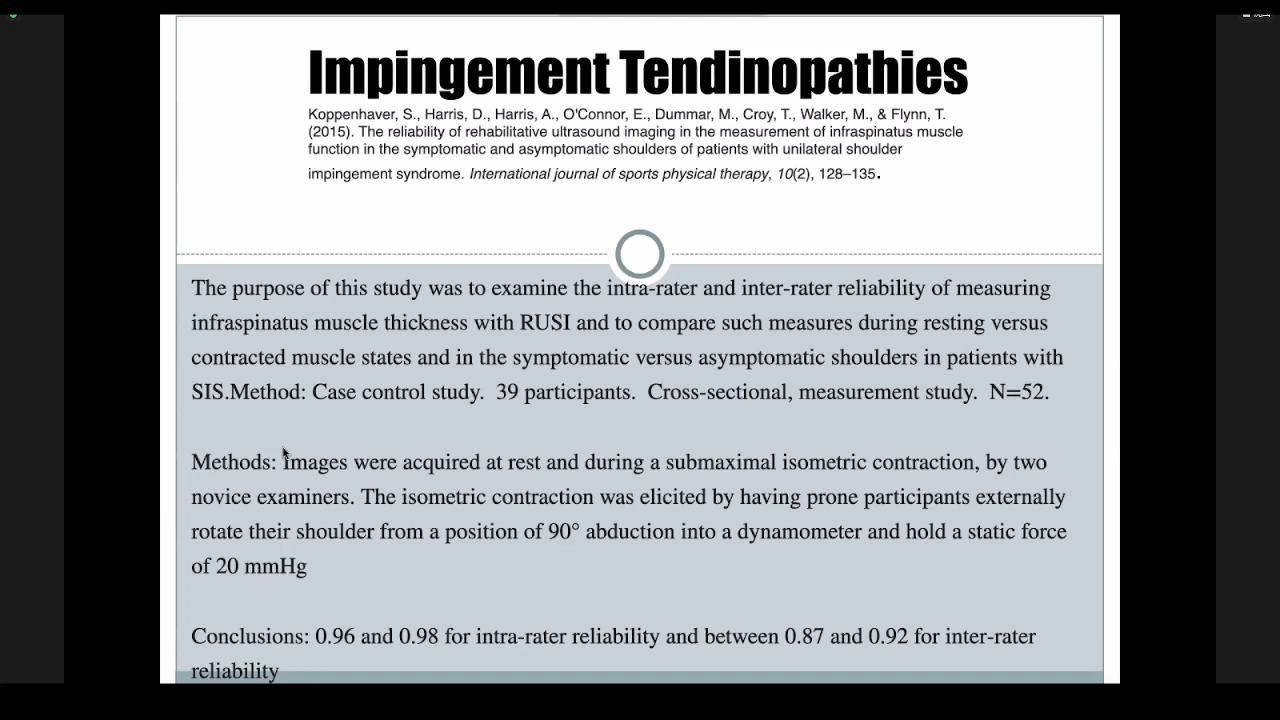 Impingement Tendinopathies
Koppenhaver, S., Harris, D., Harris, A., O'Connor, E., Dummar, M., Croy, T., Walker, M., & Flynn, T.
(2015). The reliability of rehabilitative ultrasound imaging in the measurement of infraspinatus muscle
function in the symptomatic and asymptomatic shoulders of patients with unilateral shoulder
impingement syndrome. International journal of sports physical therapy, 10(2), 128–135.
The purpose of this study was to examine the intra-rater and inter-rater reliability of measuring
infraspinatus muscle thickness with RUSI and to compare such measures during resting versus
contracted muscle states and in the symptomatic versus asymptomatic shoulders in patients with
SIS.Method: Case control study. 39 participants. Cross-sectional, measurement study. N=52.
Methods: Images were acquired at rest and during a submaximal isometric contraction, by two
novice examiners. The isometric contraction was elicited by having prone participants externally
rotate their shoulder from a position of 90° abduction into a dynamometer and hold a static force
of 20 mmHg
Conclusions: 0.96 and 0.98 for intra-rater reliability and between 0.87 and 0.92 for inter-rater
reliability